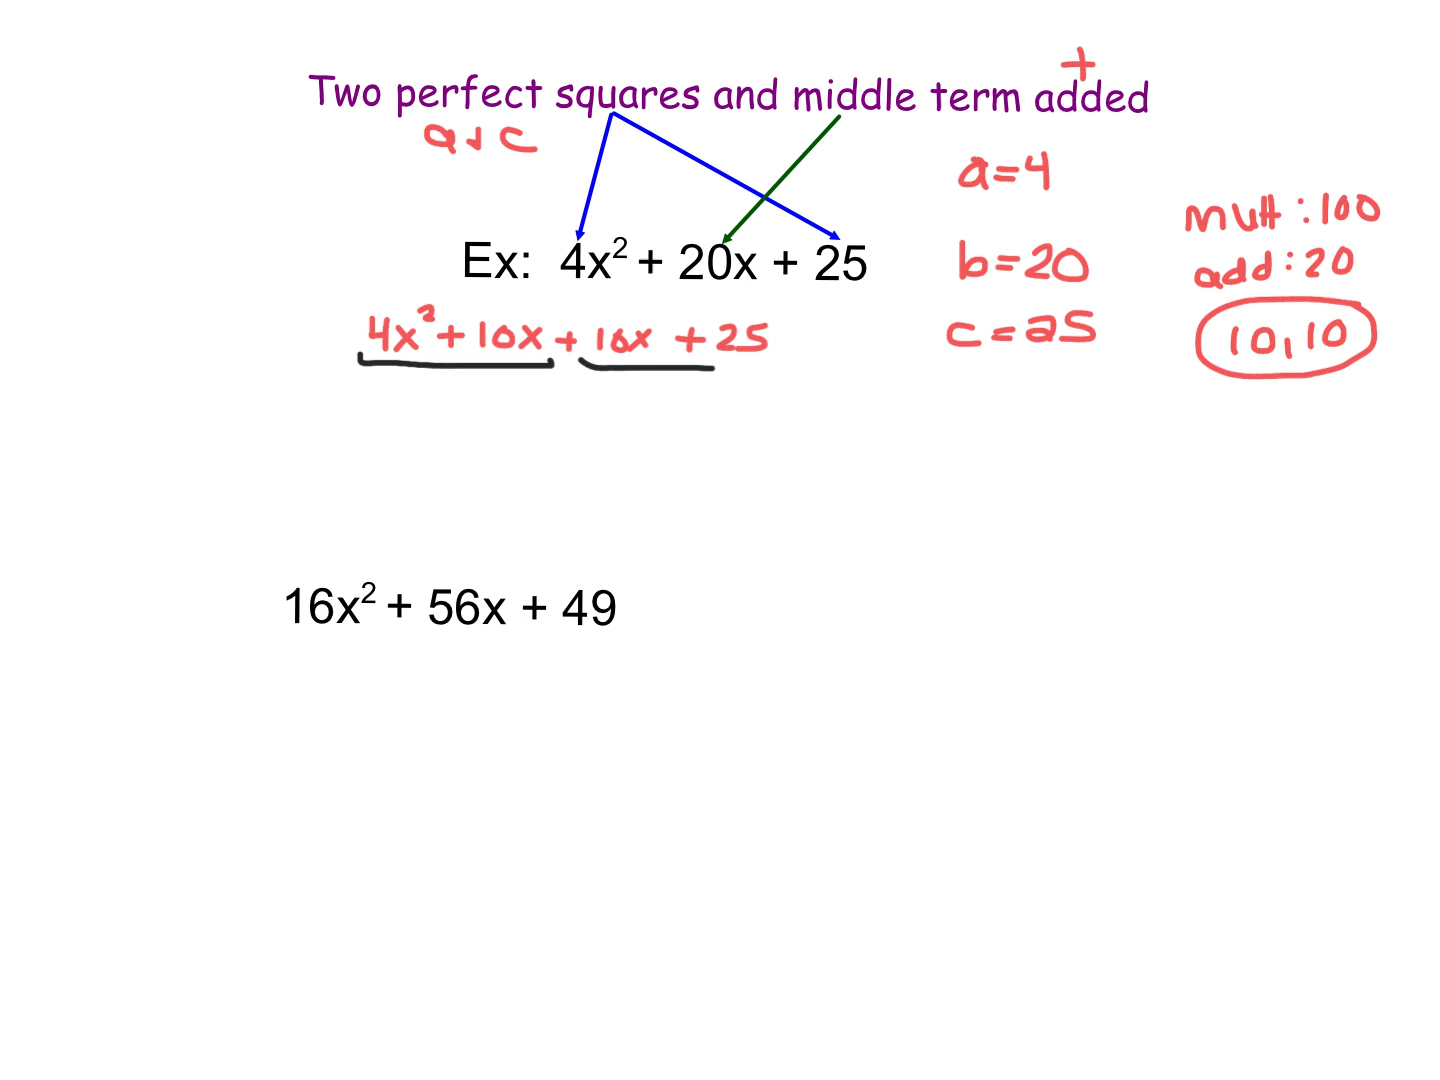 +
Two perfect squares and middle term added
a + c
a=4
mult:100
Ex: 4x² + 20x + 25
b=20
add:20
4x²+10x+10x+25
c=25
10,10
16x² + 56x + 49